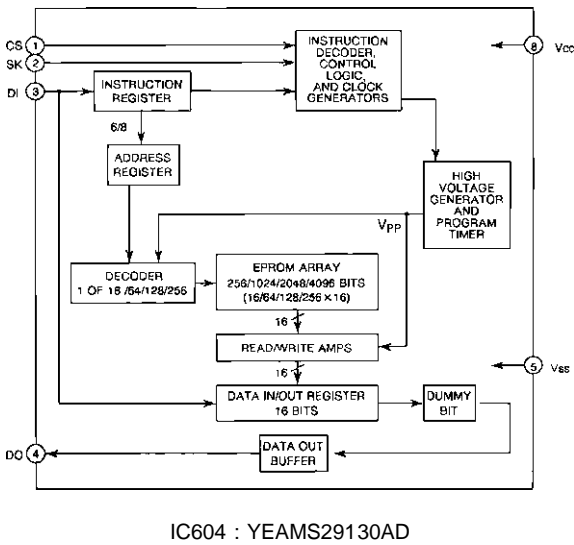 CS 1
SK 2
DI 3
INSTRUCTION
REGISTER
INSTRUCTION
DECODER,
CONTROL
LOGIC,
AND CLOCK
GENERATORS
8 Vcc
6/8
ADDRESS
REGISTER
HIGH
VOLTAGE
GENERATOR
AND
PROGRAM
TIMER
VPP
DECODER
1 OF 16/64/128/256
EPROM ARRAY
256/1024/2048/4096 BITS
(16/64/128/256 × 16)
16
READ/WRITE AMPS
16
5 Vss
DATA IN/OUT REGISTER
16 BITS
DUMMY
BIT
DO 4
DATA OUT
BUFFER
IC604 : YEAMS29130AD